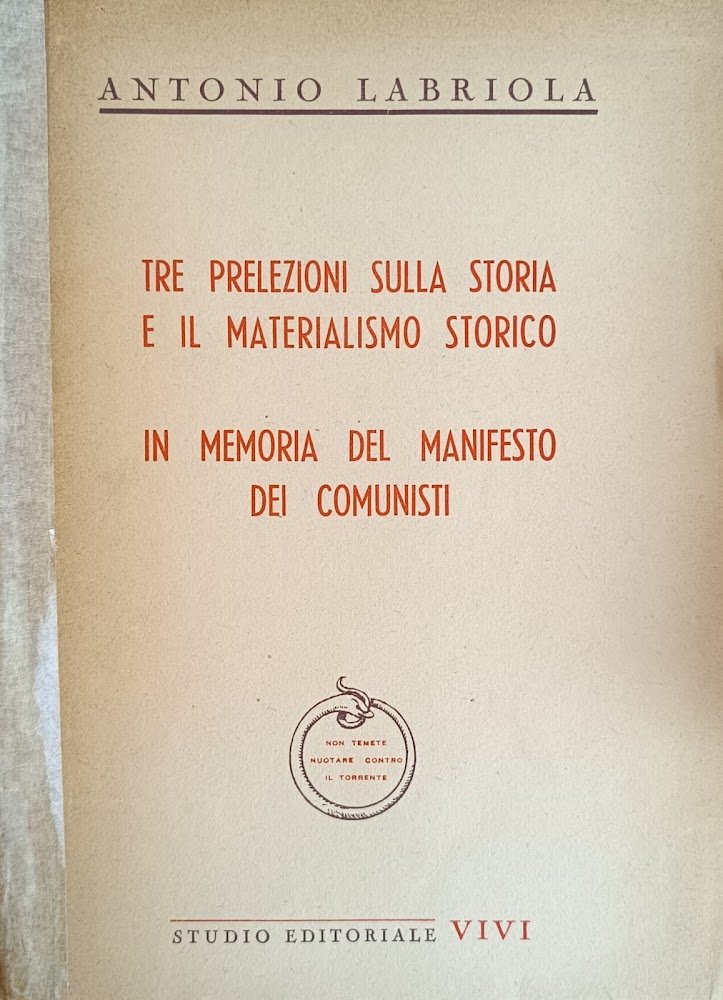 ANTONIO LABRIOLA
TRE PRELEZIONI SULLA STORIA
E IL MATERIALISMO STORICO
IN MEMORIA DEL MANIFESTO
DEI COMUNISTI
NON TEMETE
NUOTARE CONTRO
IL TORRENTE
STUDIO EDITORIALE VIVI